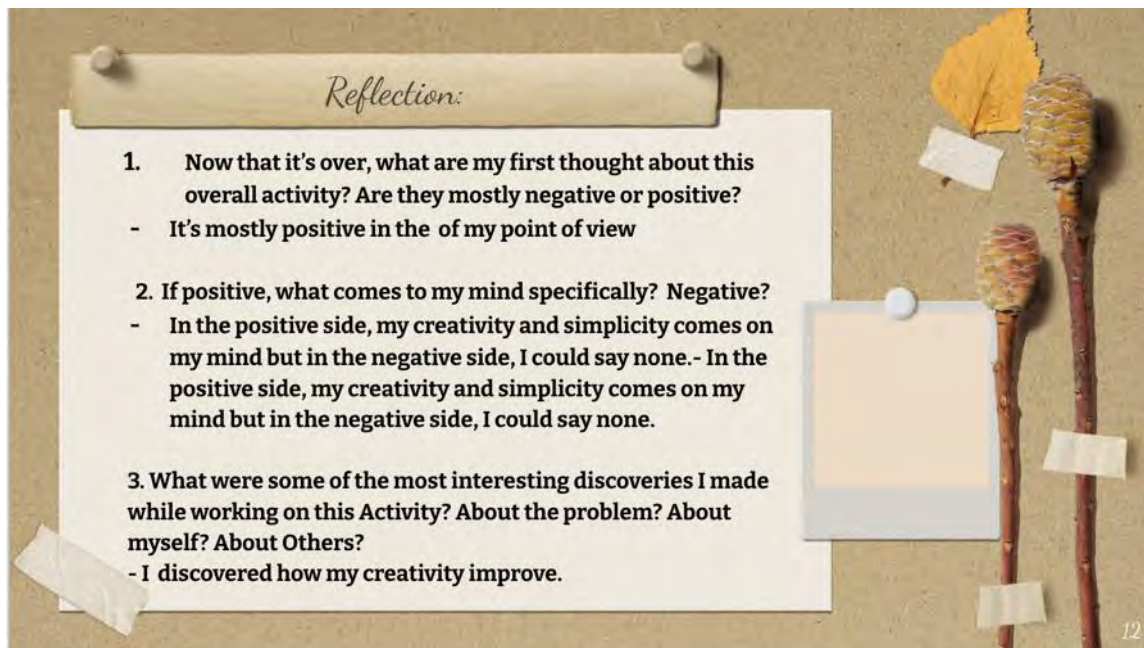 Reflection:
1. Now that it's over, what are my first thought about this
overall activity? Are they mostly negative or positive?
- It's mostly positive in the of my point of view
2. If positive, what comes to my mind specifically? Negative?
- In the positive side, my creativity and simplicity comes on
my mind but in the negative side, I could say none.- In the
positive side, my creativity and simplicity comes on my
mind but in the negative side, I could say none.
3. What were some of the most interesting discoveries I made
while working on this Activity? About the problem? About
myself? About Others?
- I discovered how my creativity improve.
12